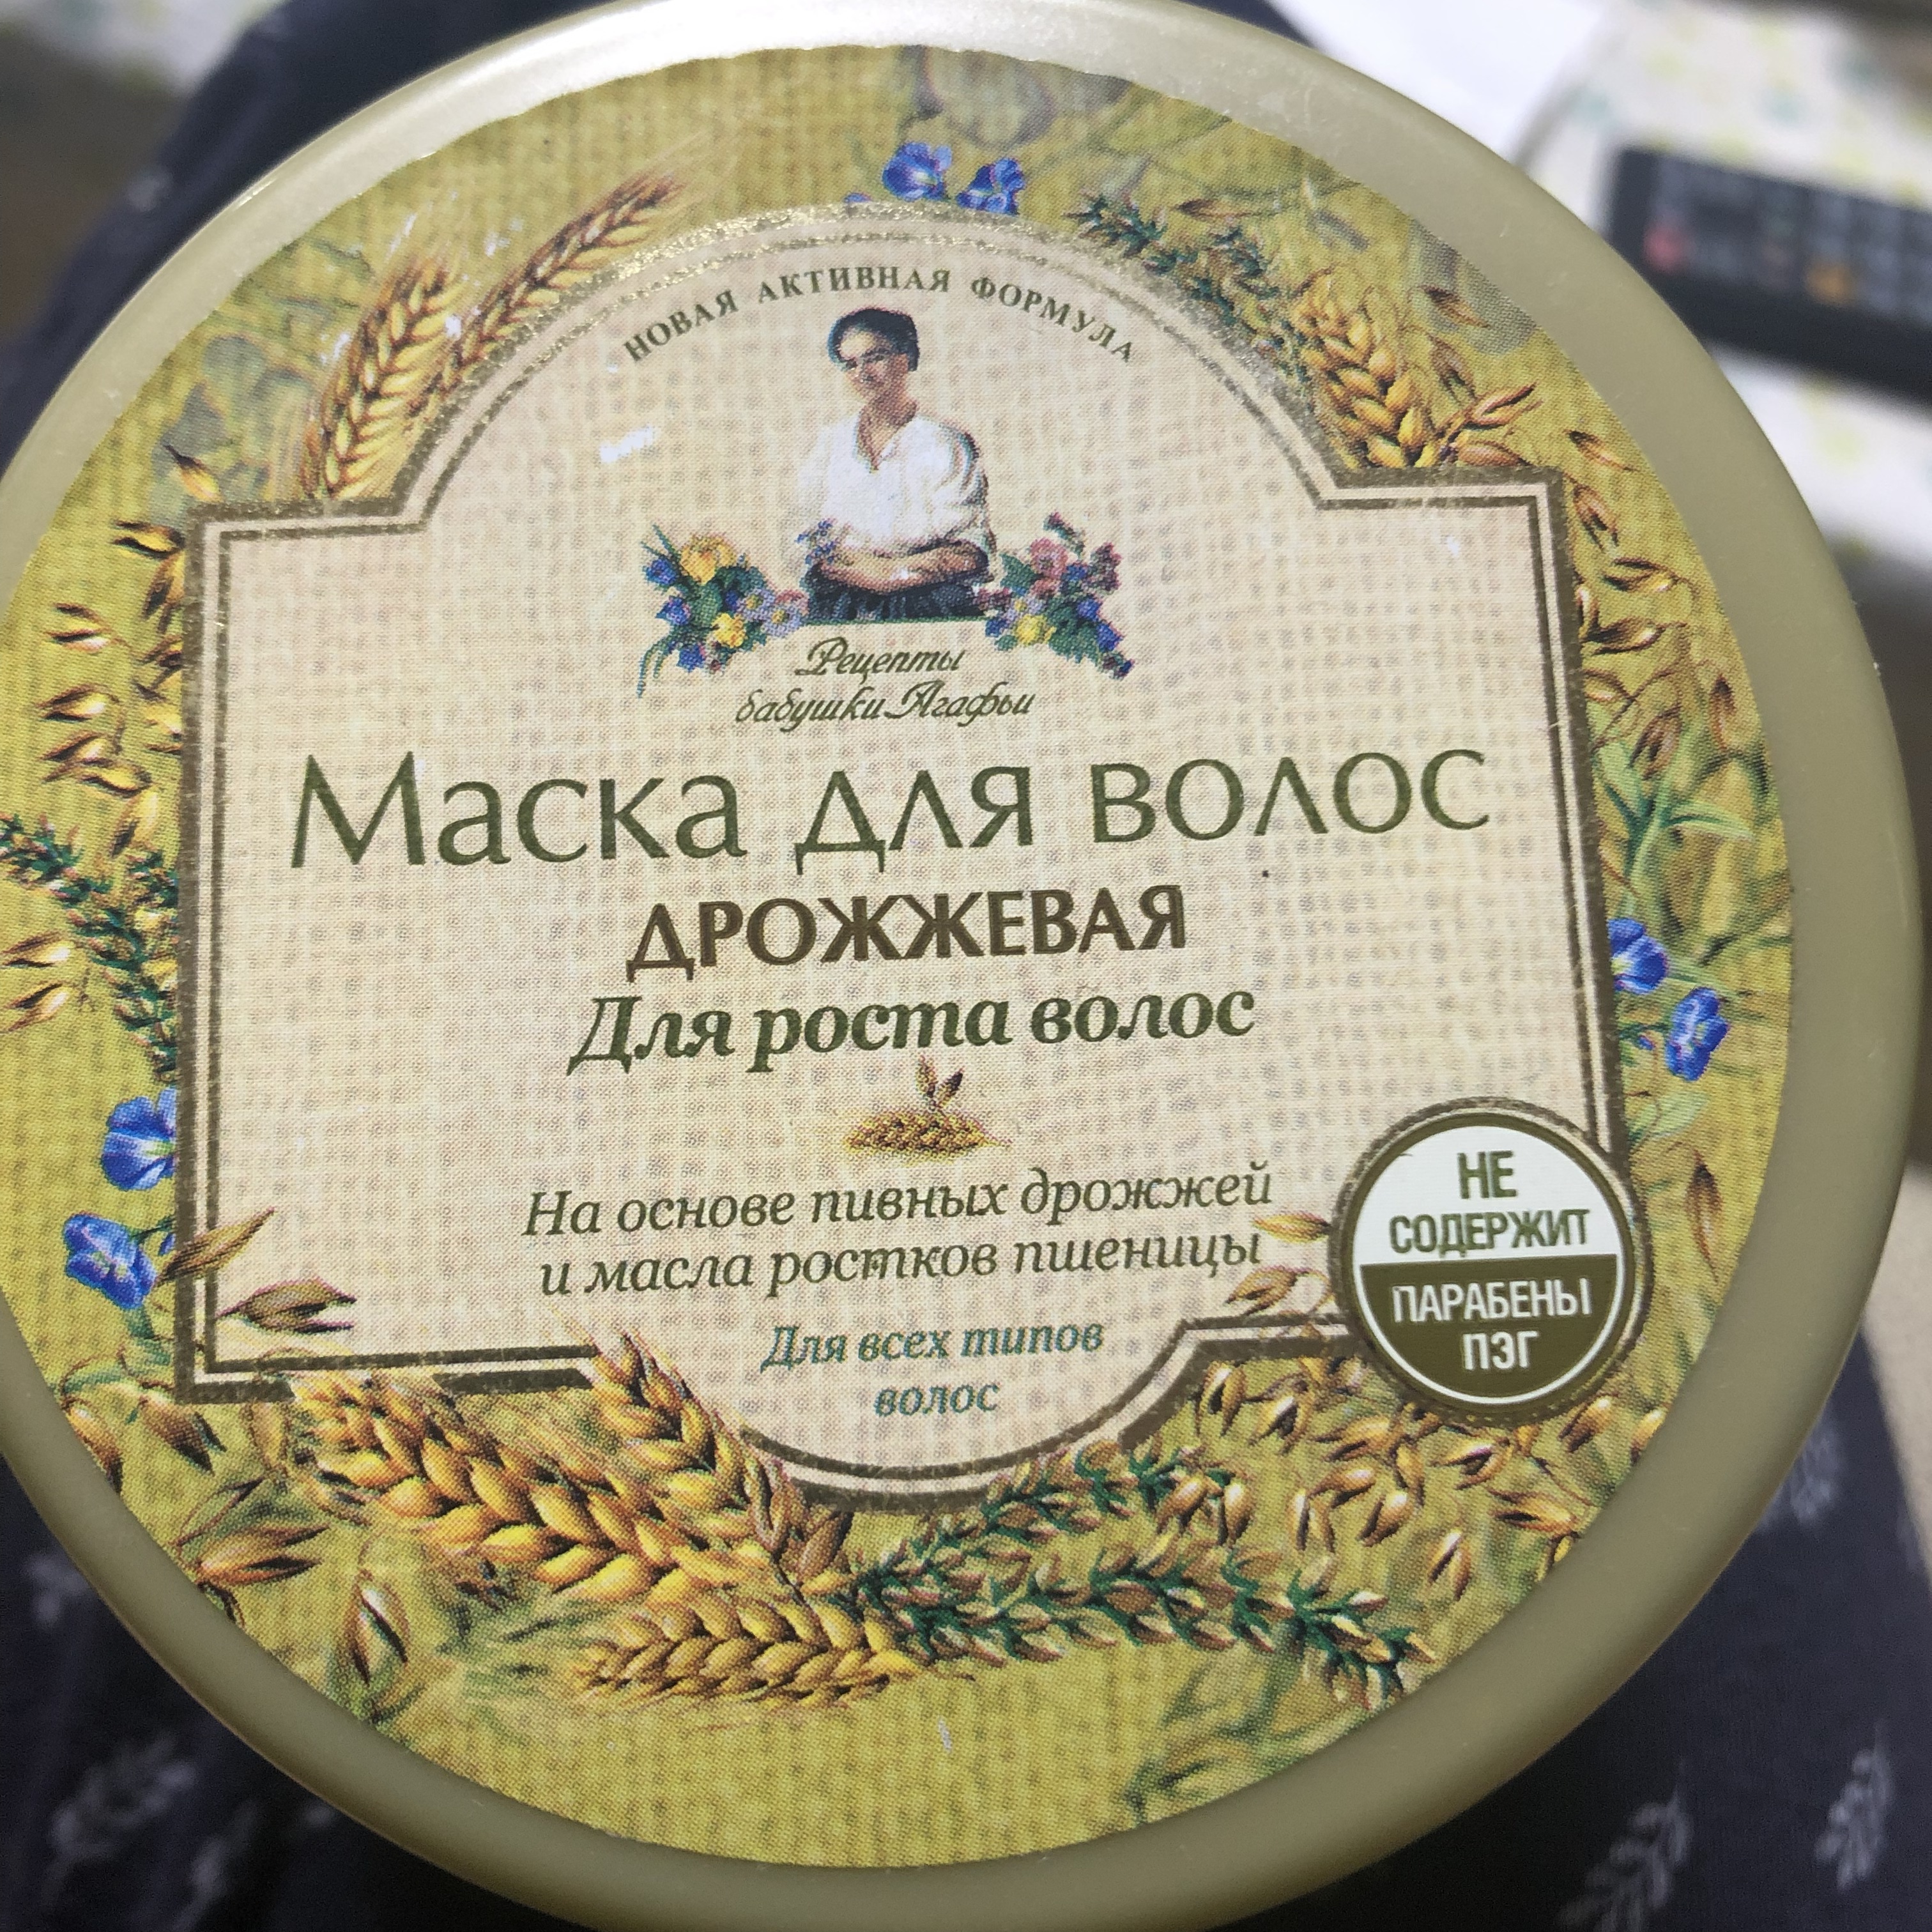 НОВАЯ АКТИВНАЯ ФОРМУЛА
Рецепты
бабушки Агафьи
Маска для волос
ДРОЖЖЕВАЯ
Для роста волос
На основе пивных дрожжей
и масла ростков пшеницы
Для всех типов
волос
НЕ
СОДЕРЖИТ
ПАРАБЕНЫ
ПЭГ